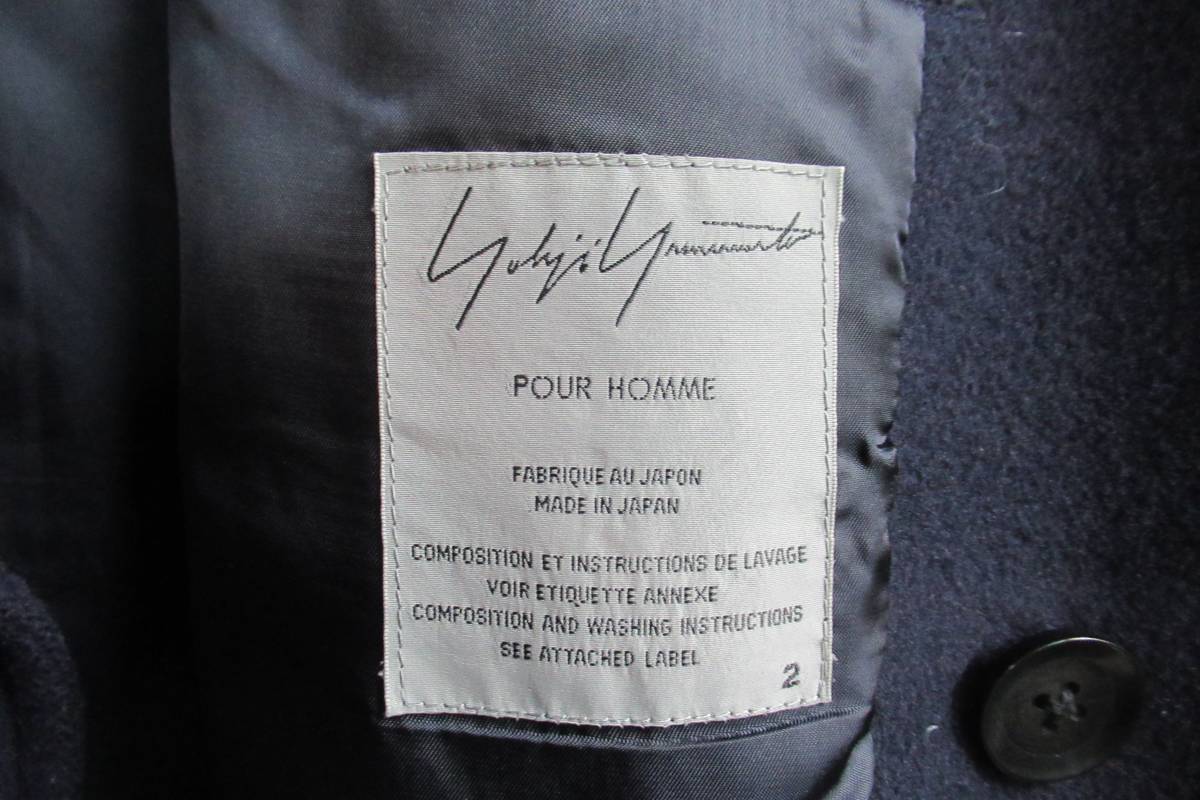 Yohji Yamamoto
POUR HOMME
FABRIQUE AU JAPON
MADE IN JAPAN
COMPOSITION ET INSTRUCTIONS DE LAVAGE
VOIR ETIQUETTE ANNEXE
COMPOSITION AND WASHING INSTRUCTIONS
SEE ATTACHED LABEL
2